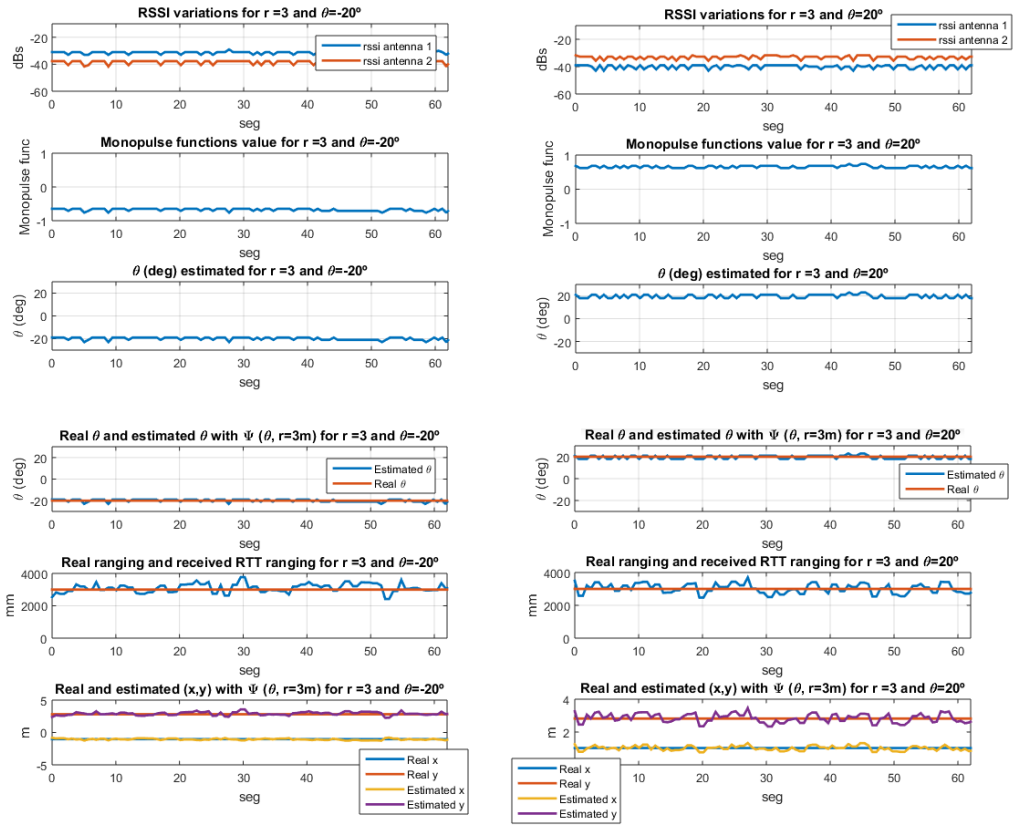 RSSI variations for r =3 and θ=-20º
-20
-40
-60
dBs
rssi antenna 1
rssi antenna 2
0 10 20 30 40 50 60
seg
Monopulse functions value for r =3 and θ=-20º
1
0
-1
Monopulse func
0 10 20 30 40 50 60
seg
θ (deg) estimated for r =3 and θ=-20º
20
0
-20
θ (deg)
0 10 20 30 40 50 60
seg
Real θ and estimated θ with Ψ (θ, r=3m) for r =3 and θ=-20º
20
0
-20
θ (deg)
Estimated θ
Real θ
0 10 20 30 40 50 60
seg
Real ranging and received RTT ranging for r =3 and θ=-20º
4000
2000
0
mm
0 10 20 30 40 50 60
seg
Real and estimated (x,y) with Ψ (θ, r=3m) for r =3 and θ=-20º
5
0
-5
m
0 10 20 30 40 50 60
seg
Real x
Real y
Estimated x
Estimated y
RSSI variations for r =3 and θ=20º
-20
-40
-60
dBs
rssi antenna 1
rssi antenna 2
0 10 20 30 40 50 60
seg
Monopulse functions value for r =3 and θ=20º
1
0
-1
Monopulse func
0 10 20 30 40 50 60
seg
θ (deg) estimated for r =3 and θ=20º
20
0
-20
θ (deg)
0 10 20 30 40 50 60
seg
Real θ and estimated θ with Ψ (θ, r=3m) for r =3 and θ=20º
20
0
-20
θ (deg)
Estimated θ
Real θ
0 10 20 30 40 50 60
seg
Real ranging and received RTT ranging for r =3 and θ=20º
4000
2000
0
mm
0 10 20 30 40 50 60
seg
Real and estimated (x,y) with Ψ (θ, r=3m) for r =3 and θ=20º
4
2
m
10 20 30 40 50 60
seg
Real x
Real y
Estimated x
Estimated y